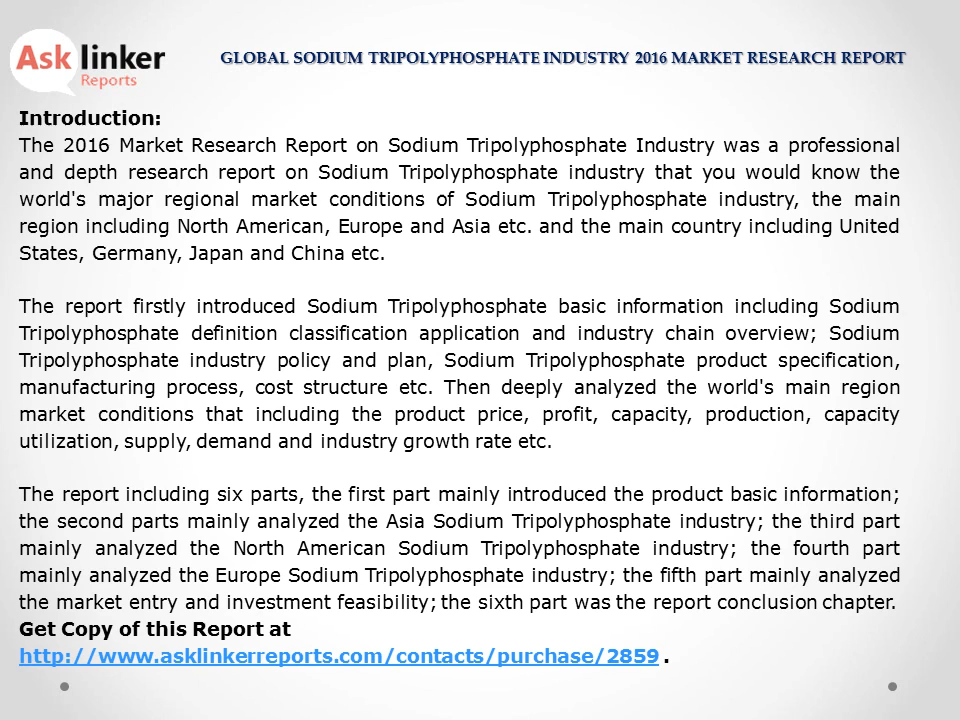 Ask linker
Reports
GLOBAL SODIUM TRIPOLYPHOSPHATE INDUSTRY 2016 MARKET RESEARCH REPORT
Introduction:
The 2016 Market Research Report on Sodium Tripolyphosphate Industry was a professional
and depth research report on Sodium Tripolyphosphate industry that you would know the
world's major regional market conditions of Sodium Tripolyphosphate industry, the main
region including North American, Europe and Asia etc. and the main country including United
States, Germany, Japan and China etc.
The report firstly introduced Sodium Tripolyphosphate basic information including Sodium
Tripolyphosphate definition classification application and industry chain overview; Sodium
Tripolyphosphate industry policy and plan, Sodium Tripolyphosphate product specification,
manufacturing process, cost structure etc. Then deeply analyzed the world's main region
market conditions that including the product price, profit, capacity, production, capacity
utilization, supply, demand and industry growth rate etc.
The report including six parts, the first part mainly introduced the product basic information;
the second parts mainly analyzed the Asia Sodium Tripolyphosphate industry; the third part
mainly analyzed the North American Sodium Tripolyphosphate industry; the fourth part
mainly analyzed the Europe Sodium Tripolyphosphate industry; the fifth part mainly analyzed
the market entry and investment feasibility; the sixth part was the report conclusion chapter.
Get Copy of this Report at
http://www.asklinkerreports.com/contacts/purchase/2859 .